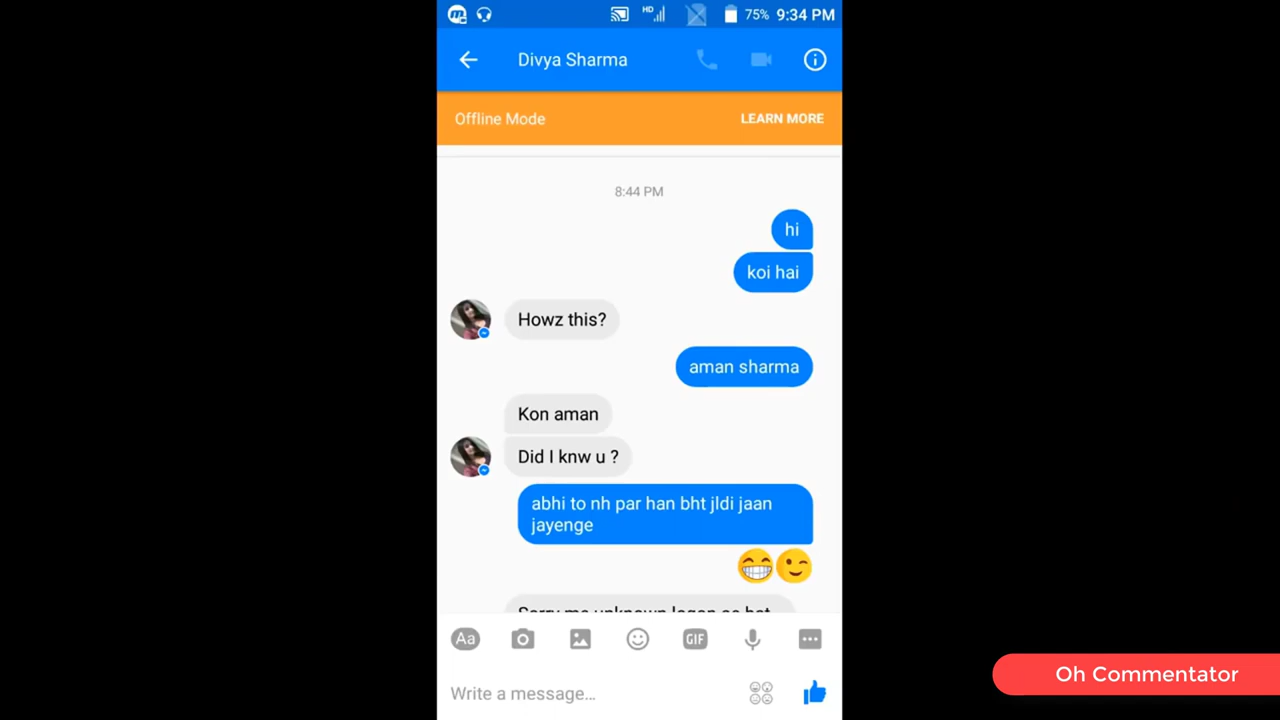 HD 75% 9:34 PM
Divya Sharma
Offline Mode LEARN MORE
8:44 PM
hi
koi hai
Howz this?
aman sharma
Kon aman
Did I knw u ?
abhi to nh par han bht jldi jaan
jayenge
Aa GIF
Write a message...
Oh Commentator